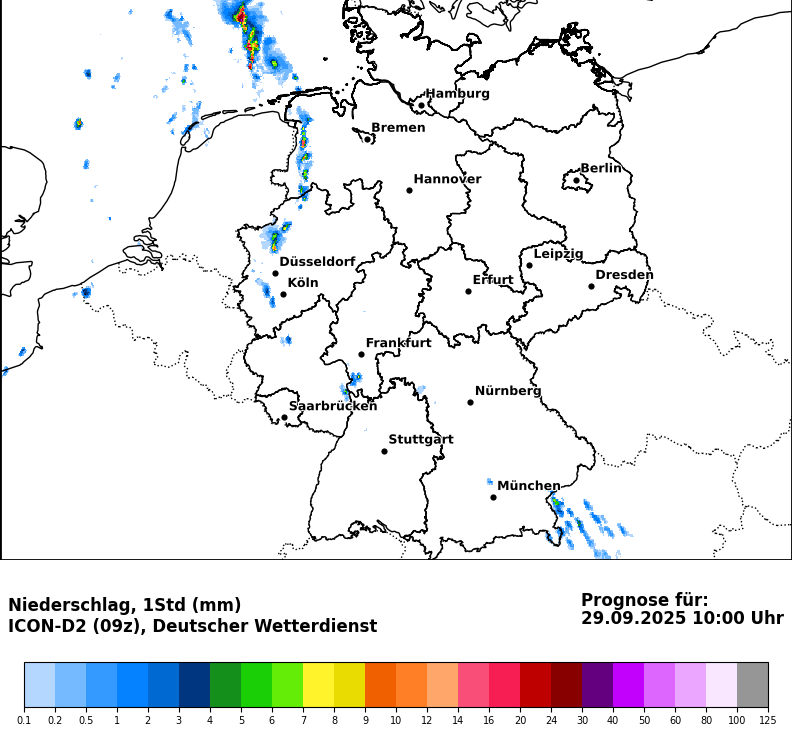 Hamburg
Bremen
Berlin
Hannover
Leipzig
Düsseldorf
Dresden
Köln
Erfurt
Frankfurt
Nürnberg
Saarbrücken
Stuttgart
München
Niederschlag, 1Std (mm)
ICON-D2 (09z), Deutscher Wetterdienst
Prognose für:
29.09.2025 10:00 Uhr
0.1 0.2 0.5 1 2 3 4 5 6 7 8 9 10 12 14 16 20 24 30 40 50 60 80 100 125